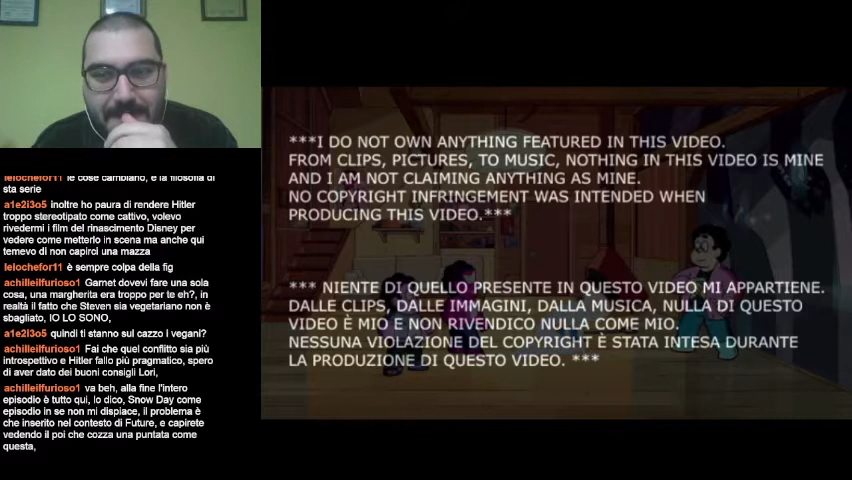 lelochefor11 le cose cambiano, è la filosofia di
sta serie
a1e2l3o5 inoltre ho paura di rendere Hitler
troppo stereotipato come cattivo, volevo
rivedermi i film del rinascimento Disney per
vedere come metterlo in scena ma anche qui
temevo di non capirci una mazza
lelochefor11 è sempre colpa della fig
achilleilfurioso1 Garnet dovevi fare una sola
cosa, una margherita era troppo per te eh?, in
realtà il fatto che Steven sia vegetariano non è
sbagliato, IO LO SONO,
a1e2l3o5 quindi ti stanno sul cazzo i vegani?
achilleilfurioso1 Fai che quel conflitto sia più
introspettivo e Hitler fallo più pragmatico, spero
di aver dato dei buoni consigli Lori,
achilleilfurioso1 va beh, alla fine l'intero
episodio è tutto qui, lo dico, Snow Day come
episodio in se non mi dispiace, il problema è
che inserito nel contesto di Future, e capirete
vedendo il poi che cozza una puntata come
questa,
***I DO NOT OWN ANYTHING FEATURED IN THIS VIDEO.
FROM CLIPS, PICTURES, TO MUSIC, NOTHING IN THIS VIDEO IS MINE
AND I AM NOT CLAIMING ANYTHING AS MINE.
NO COPYRIGHT INFRINGEMENT WAS INTENDED WHEN
PRODUCING THIS VIDEO.***
*** NIENTE DI QUELLO PRESENTE IN QUESTO VIDEO MI APPARTIENE.
DALLE CLIPS, DALLE IMMAGINI, DALLA MUSICA, NULLA DI QUESTO
VIDEO È MIO E NON RIVENDICO NULLA COME MIO.
NESSUNA VIOLAZIONE DEL COPYRIGHT È STATA INTESA DURANTE
LA PRODUZIONE DI QUESTO VIDEO. ***